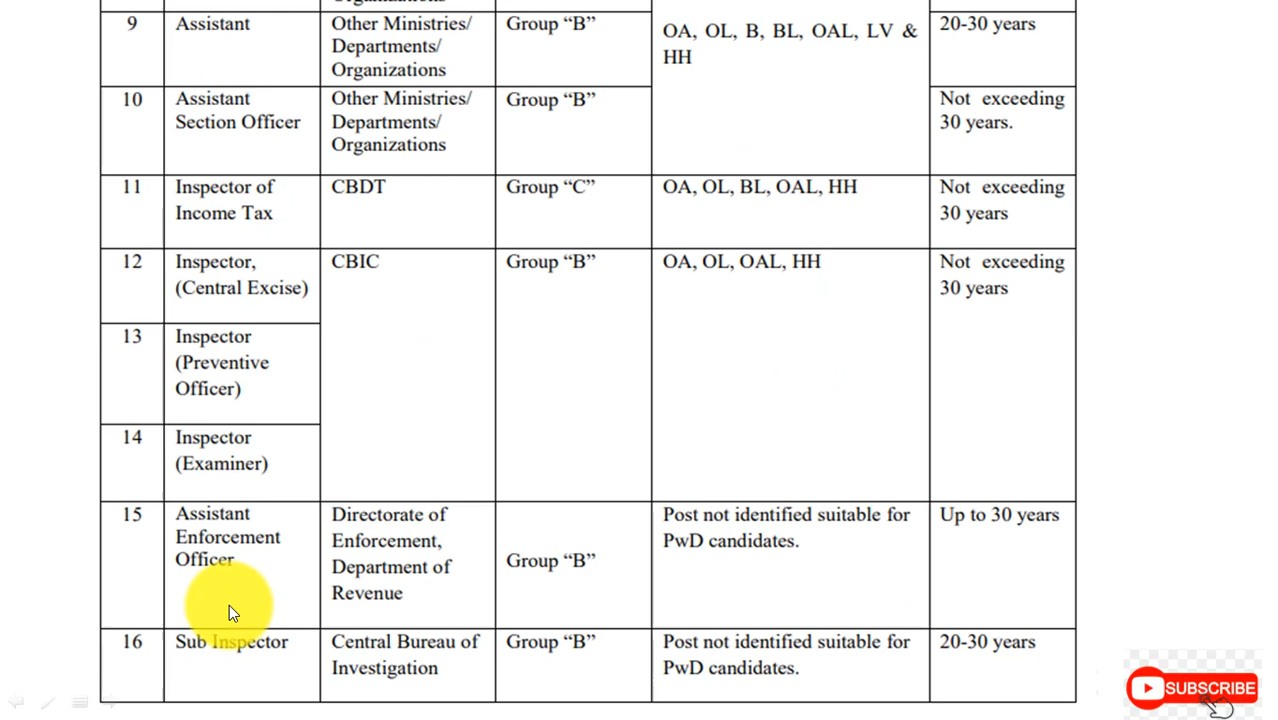 9 Assistant Other Ministries/ Group “B” OA, OL, B, BL, OAL, LV & 20-30 years
Departments/ HH
Organizations
10 Assistant Other Ministries/ Group “B” Not exceeding
Section Officer Departments/ 30 years.
Organizations
11 Inspector of CBDT Group “C” OA, OL, BL, OAL, HH Not exceeding
Income Tax 30 years
12 Inspector, CBIC Group “B” OA, OL, OAL, HH Not exceeding
(Central Excise) 30 years
13 Inspector
(Preventive
Officer)
14 Inspector
(Examiner)
15 Assistant Directorate of Post not identified suitable for Up to 30 years
Enforcement Enforcement, PwD candidates.
Officer Department of Group “B”
Revenue
16 Sub Inspector Central Bureau of Group “B” Post not identified suitable for 20-30 years
Investigation PwD candidates.
SUBSCRIBE